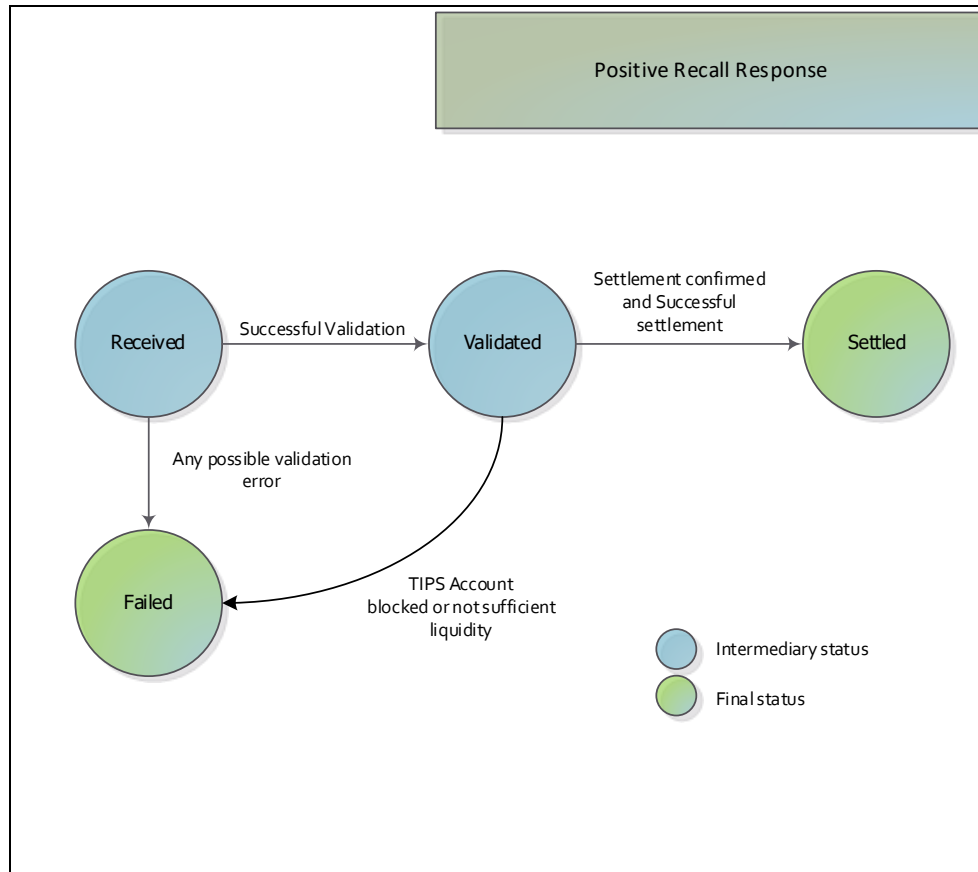 Positive Recall Response
Settlement confirmed
and Successful
settlement
Received
Successful Validation
Validated
Settled
Any possible validation
error
Failed
TIPS Account
blocked or not sufficient
liquidity
Intermediary status
Final status